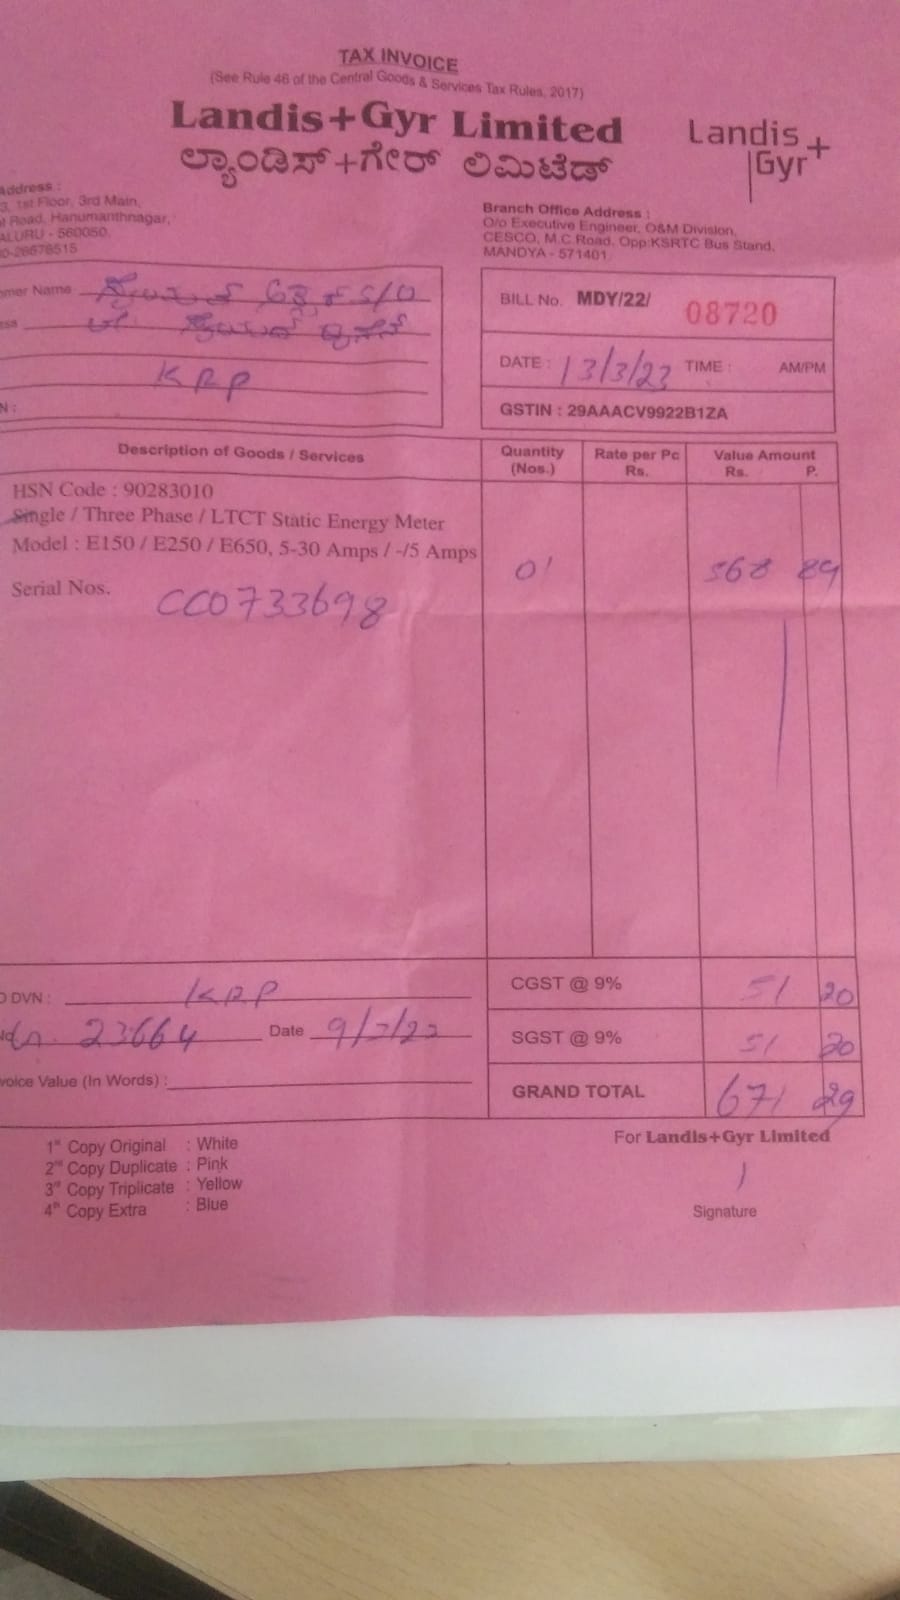 TAX INVOICE
(See Rule 46 of the Central Goods & Services Tax Rules, 2017)
Landis+Gyr Limited
ಲ್ಯಾಂಡಿಸ್+ಗೇರ್ ಲಿಮಿಟೆಡ್
Landis+
Gyr
Address :
3, 1st Floor, 3rd Main,
Road, Hanumanthnagar,
ALURU - 560050.
0-26676515
Branch Office Address :
O/o Executive Engineer, O&M Division,
CESCO, M.C.Road, Opp:KSRTC Bus Stand,
MANDYA - 571401
omer Name S/O
ess
KRP
N :
BILL No. MDY/22/ 08720
DATE : 13/3/23 TIME : AM/PM
GSTIN : 29AAACV9922B1ZA
Description of Goods / Services Quantity (Nos.) Rate per Pc Rs. Value Amount Rs. P.
HSN Code : 90283010
Single / Three Phase / LTCT Static Energy Meter
Model : E150 / E250 / E650, 5-30 Amps / -/5 Amps 01 568 89
Serial Nos. CC0733698
O DVN : KRP
23664 Date
voice Value (In Words) :
CGST @ 9% 51 20
SGST @ 9% 51 20
GRAND TOTAL 671 29
1st Copy Original : White
2nd Copy Duplicate : Pink
3rd Copy Triplicate : Yellow
4th Copy Extra : Blue
For Landis+Gyr Limited
Signature